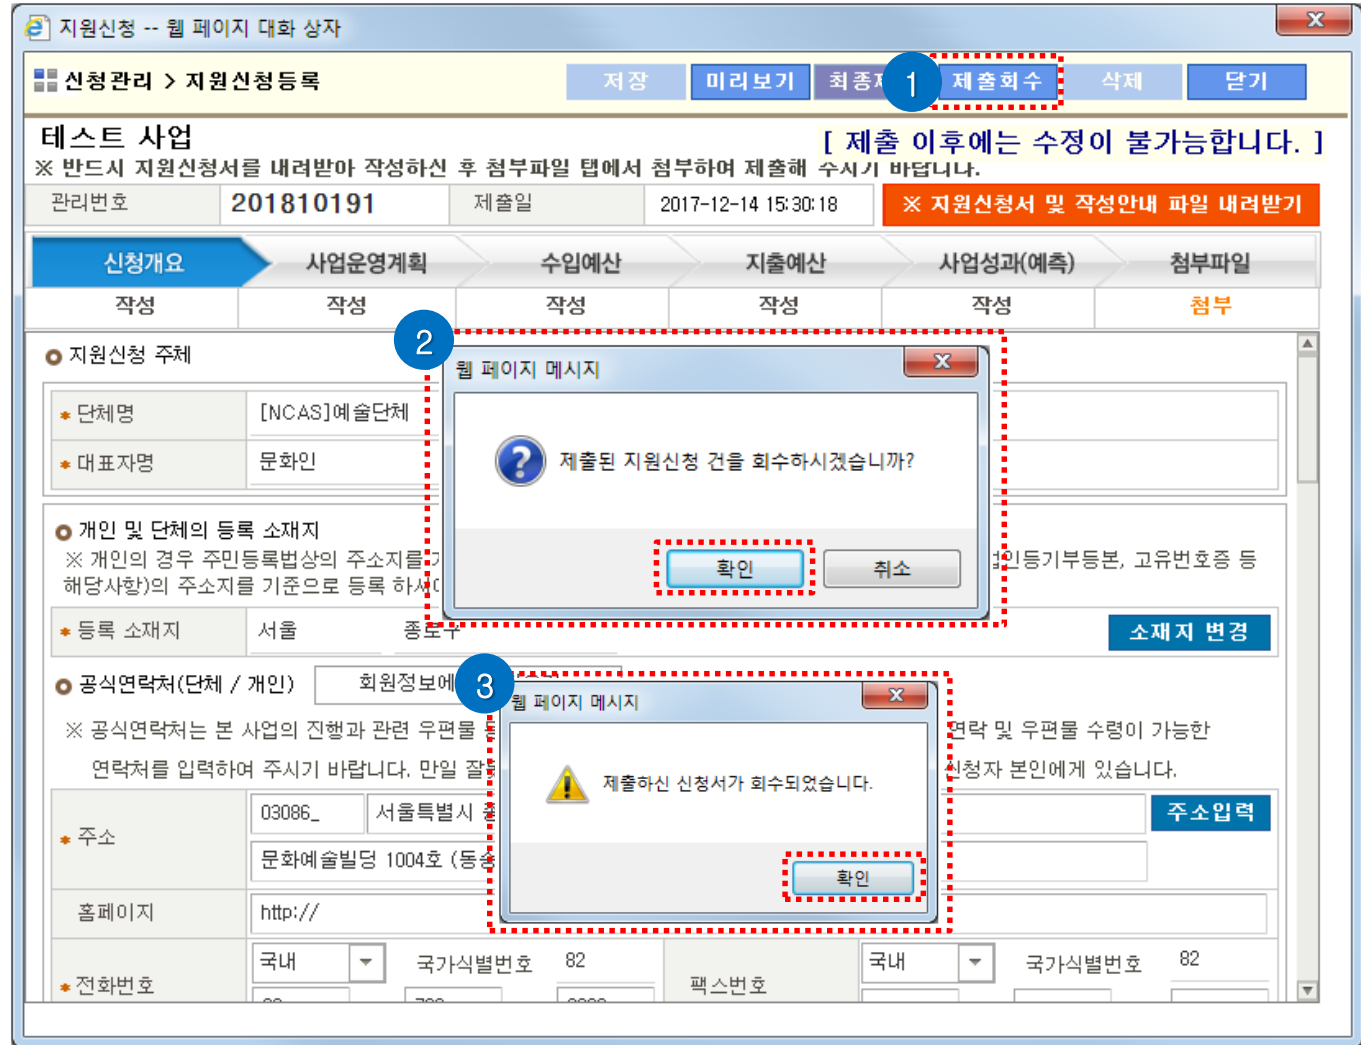 지원신청 -- 웹 페이지 대화 상자
신청관리 > 지원신청등록
저장 미리보기 최종 1 제출회수 삭제 닫기
테스트 사업
[ 제출 이후에는 수정이 불가능합니다. ]
※ 반드시 지원신청서를 내려받아 작성하신 후 첨부파일 탭에서 첨부하여 제출해 주시기 바랍니다.
관리번호 201810191 제출일 2017-12-14 15:30:18 ※ 지원신청서 및 작성안내 파일 내려받기
신청개요 사업운영계획 수입예산 지출예산 사업성과(예측) 첨부파일
작성 작성 작성 작성 작성 첨부
지원신청 주체
* 단체명 [NCAS]예술단체
* 대표자명 문화인
2
웹 페이지 메시지
제출된 지원신청 건을 회수하시겠습니까?
확인 취소
개인 및 단체의 등록 소재지
※ 개인의 경우 주민등록법상의 주소지를 법인등기부등본, 고유번호증 등
해당사항)의 주소지를 기준으로 등록
* 등록 소재지 서울 종로구 소재지 변경
공식연락처(단체 / 개인) 회원정보에
3
웹 페이지 메시지
제출하신 신청서가 회수되었습니다.
확인
※ 공식연락처는 본 사업의 진행과 관련 우편물 연락 및 우편물 수령이 가능한
연락처를 입력하여 주시기 바랍니다. 만일 신청자 본인에게 있습니다.
* 주소 03086_ 서울특별시 주소입력
문화예술빌딩 1004호 (동숭
홈페이지 http://
* 전화번호 국내 국가식별번호 82 팩스번호 국내 국가식별번호 82